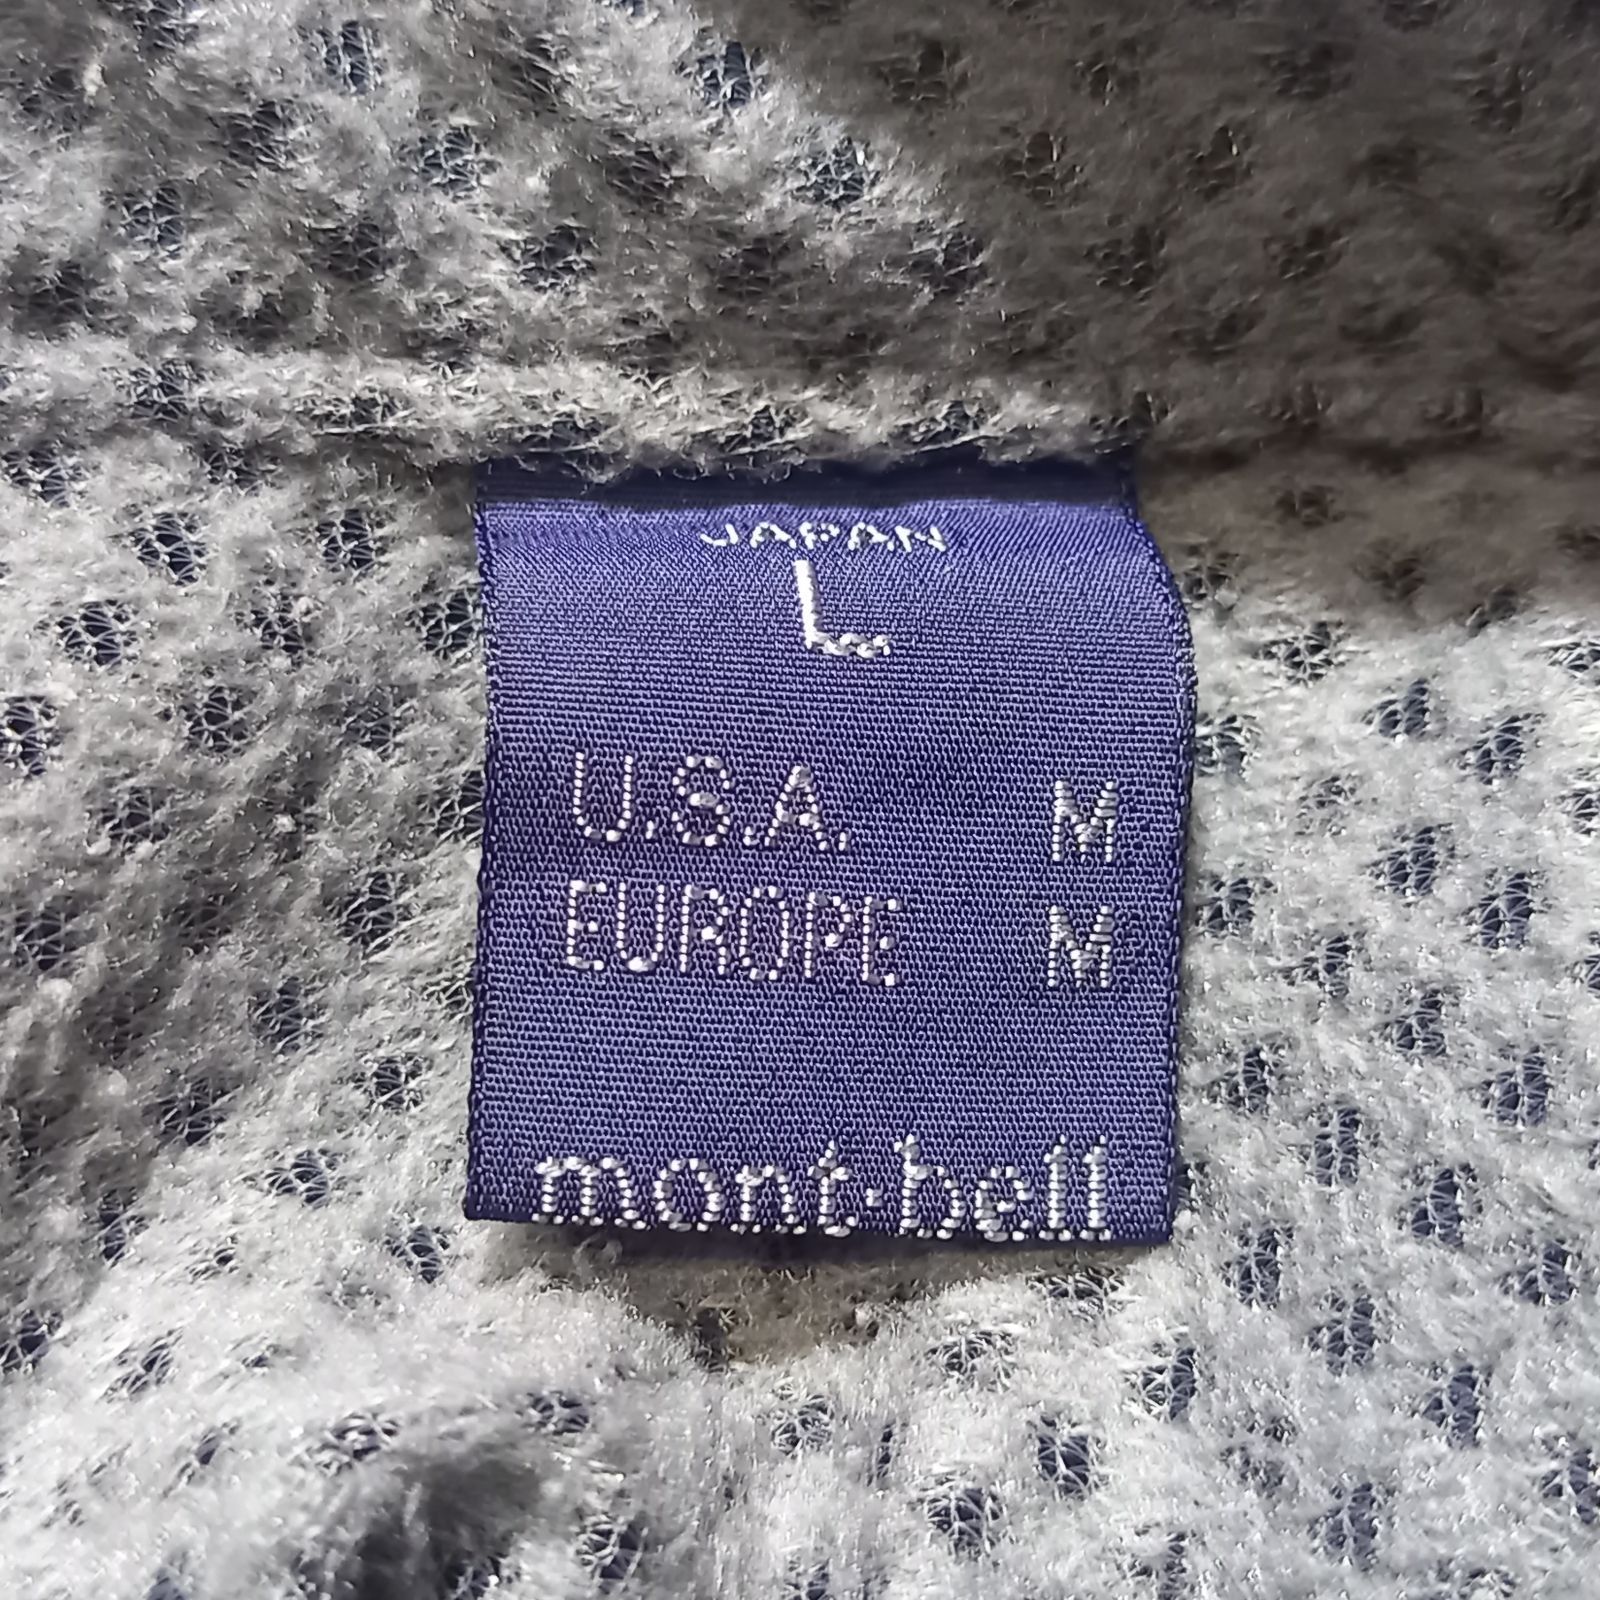 JAPAN
L
U.S.A. M
EUROPE M
mont-bell